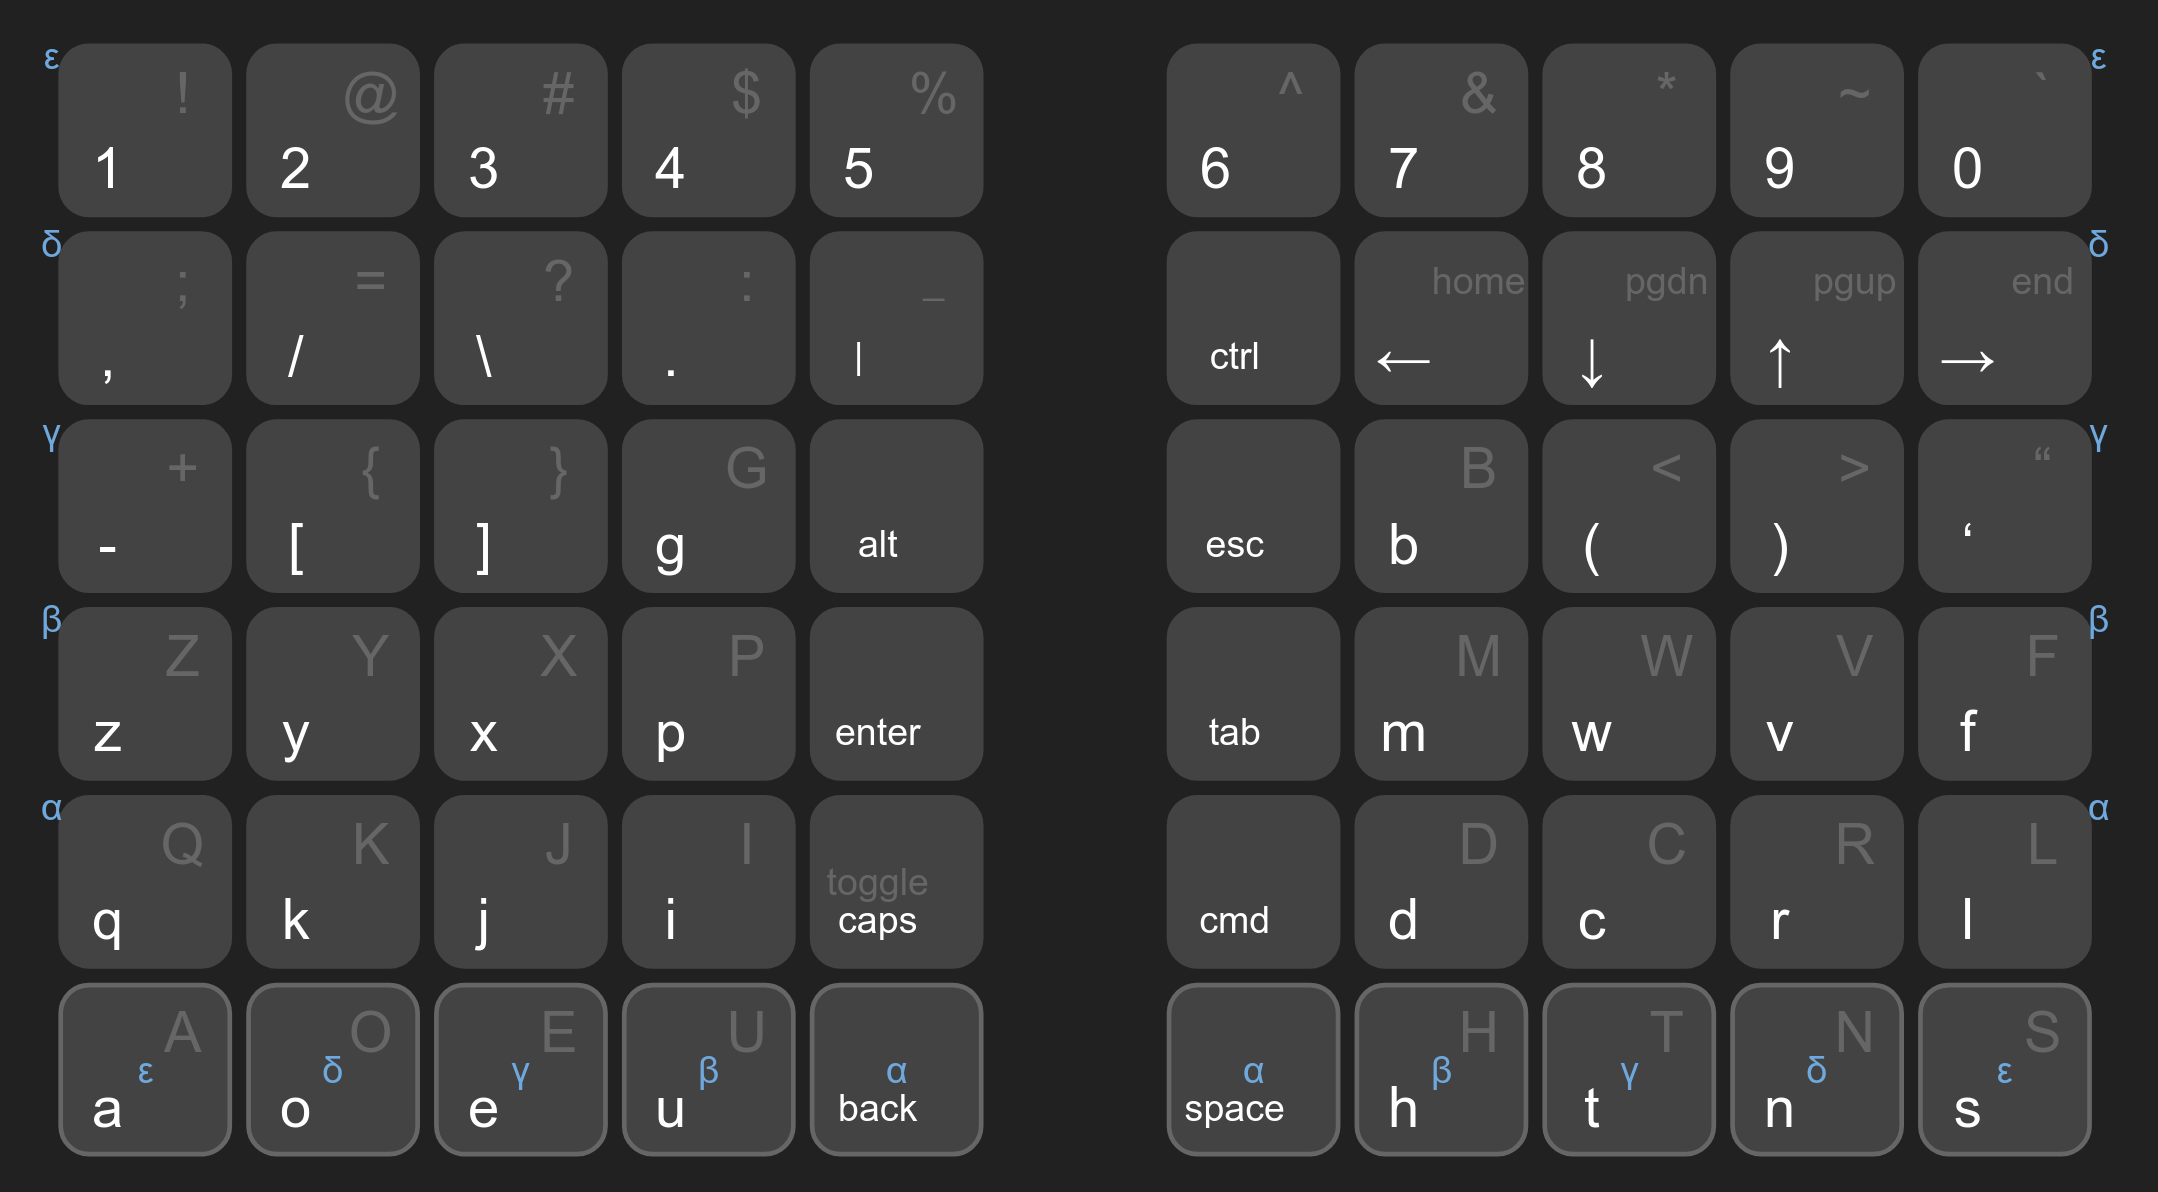 ε ! @ # $ % ^ & * ~ ` ε
1 2 3 4 5 6 7 8 9 0
δ ; = ? : _ home pgdn pgup end δ
, / \ . | ctrl ← ↓ ↑ →
γ + { } G B < > “ γ
- [ ] g alt esc b ( ) ‘
β Z Y X P M W V F β
z y x p enter tab m w v f
α Q K J I D C R L α
toggle
q k j i caps cmd d c r l
A O E U H T N S
ε δ γ β α α β γ δ ε
a o e u back space h t n s